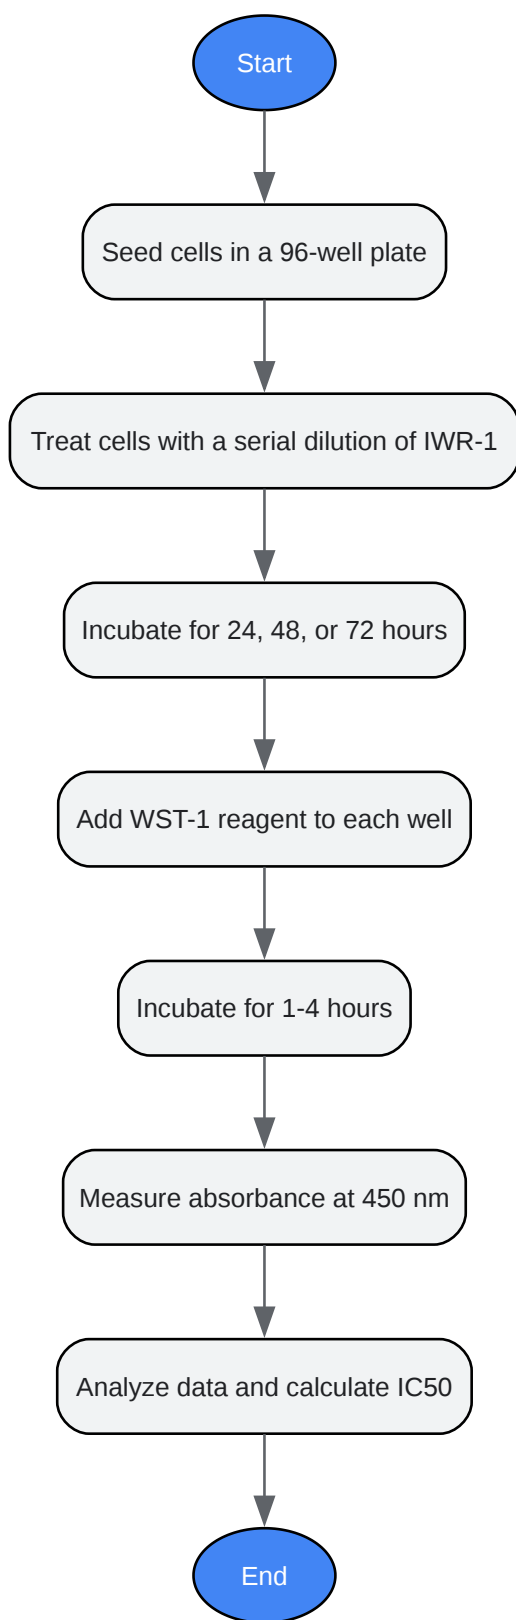 Start
Seed cells in a 96-well plate
Treat cells with a serial dilution of IWR-1
Incubate for 24, 48, or 72 hours
Add WST-1 reagent to each well
Incubate for 1-4 hours
Measure absorbance at 450 nm
Analyze data and calculate IC50
End